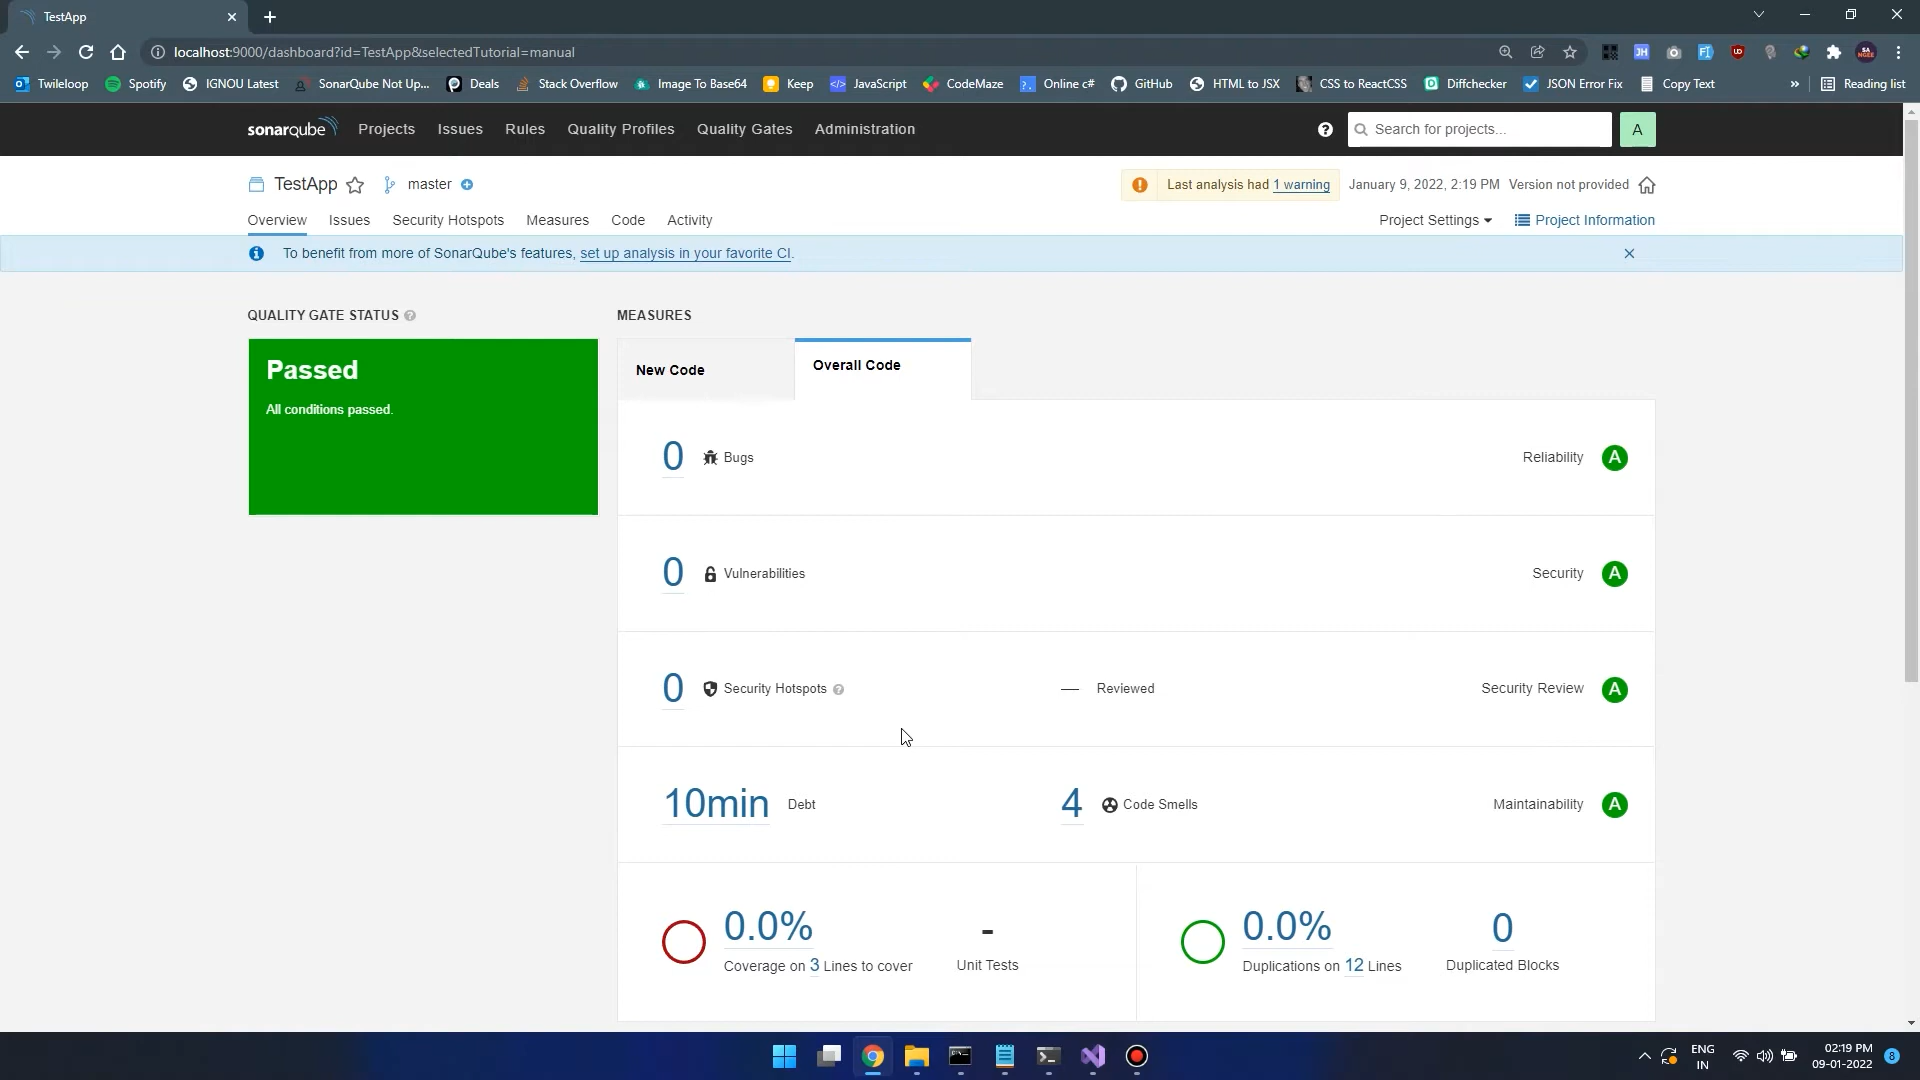 TestApp
localhost:9000/dashboard?id=TestApp&selectedTutorial=manual
Twileloop Spotify IGNOU Latest SonarQube Not Up... Deals Stack Overflow Image To Base64 Keep JavaScript CodeMaze Online c# GitHub HTML to JSX CSS to ReactCSS Diffchecker JSON Error Fix Copy Text » Reading list
sonarqube Projects Issues Rules Quality Profiles Quality Gates Administration Search for projects... A
TestApp master Last analysis had 1 warning January 9, 2022, 2:19 PM Version not provided
Overview Issues Security Hotspots Measures Code Activity Project Settings Project Information
To benefit from more of SonarQube's features, set up analysis in your favorite CI.
QUALITY GATE STATUS MEASURES
Passed
All conditions passed.
New Code Overall Code
0 Bugs Reliability A
0 Vulnerabilities Security A
0 Security Hotspots — Reviewed Security Review A
10min Debt 4 Code Smells Maintainability A
0.0% - 0.0% 0
Coverage on 3 Lines to cover Unit Tests Duplications on 12 Lines Duplicated Blocks
ENG 02:19 PM
IN 09-01-2022 8